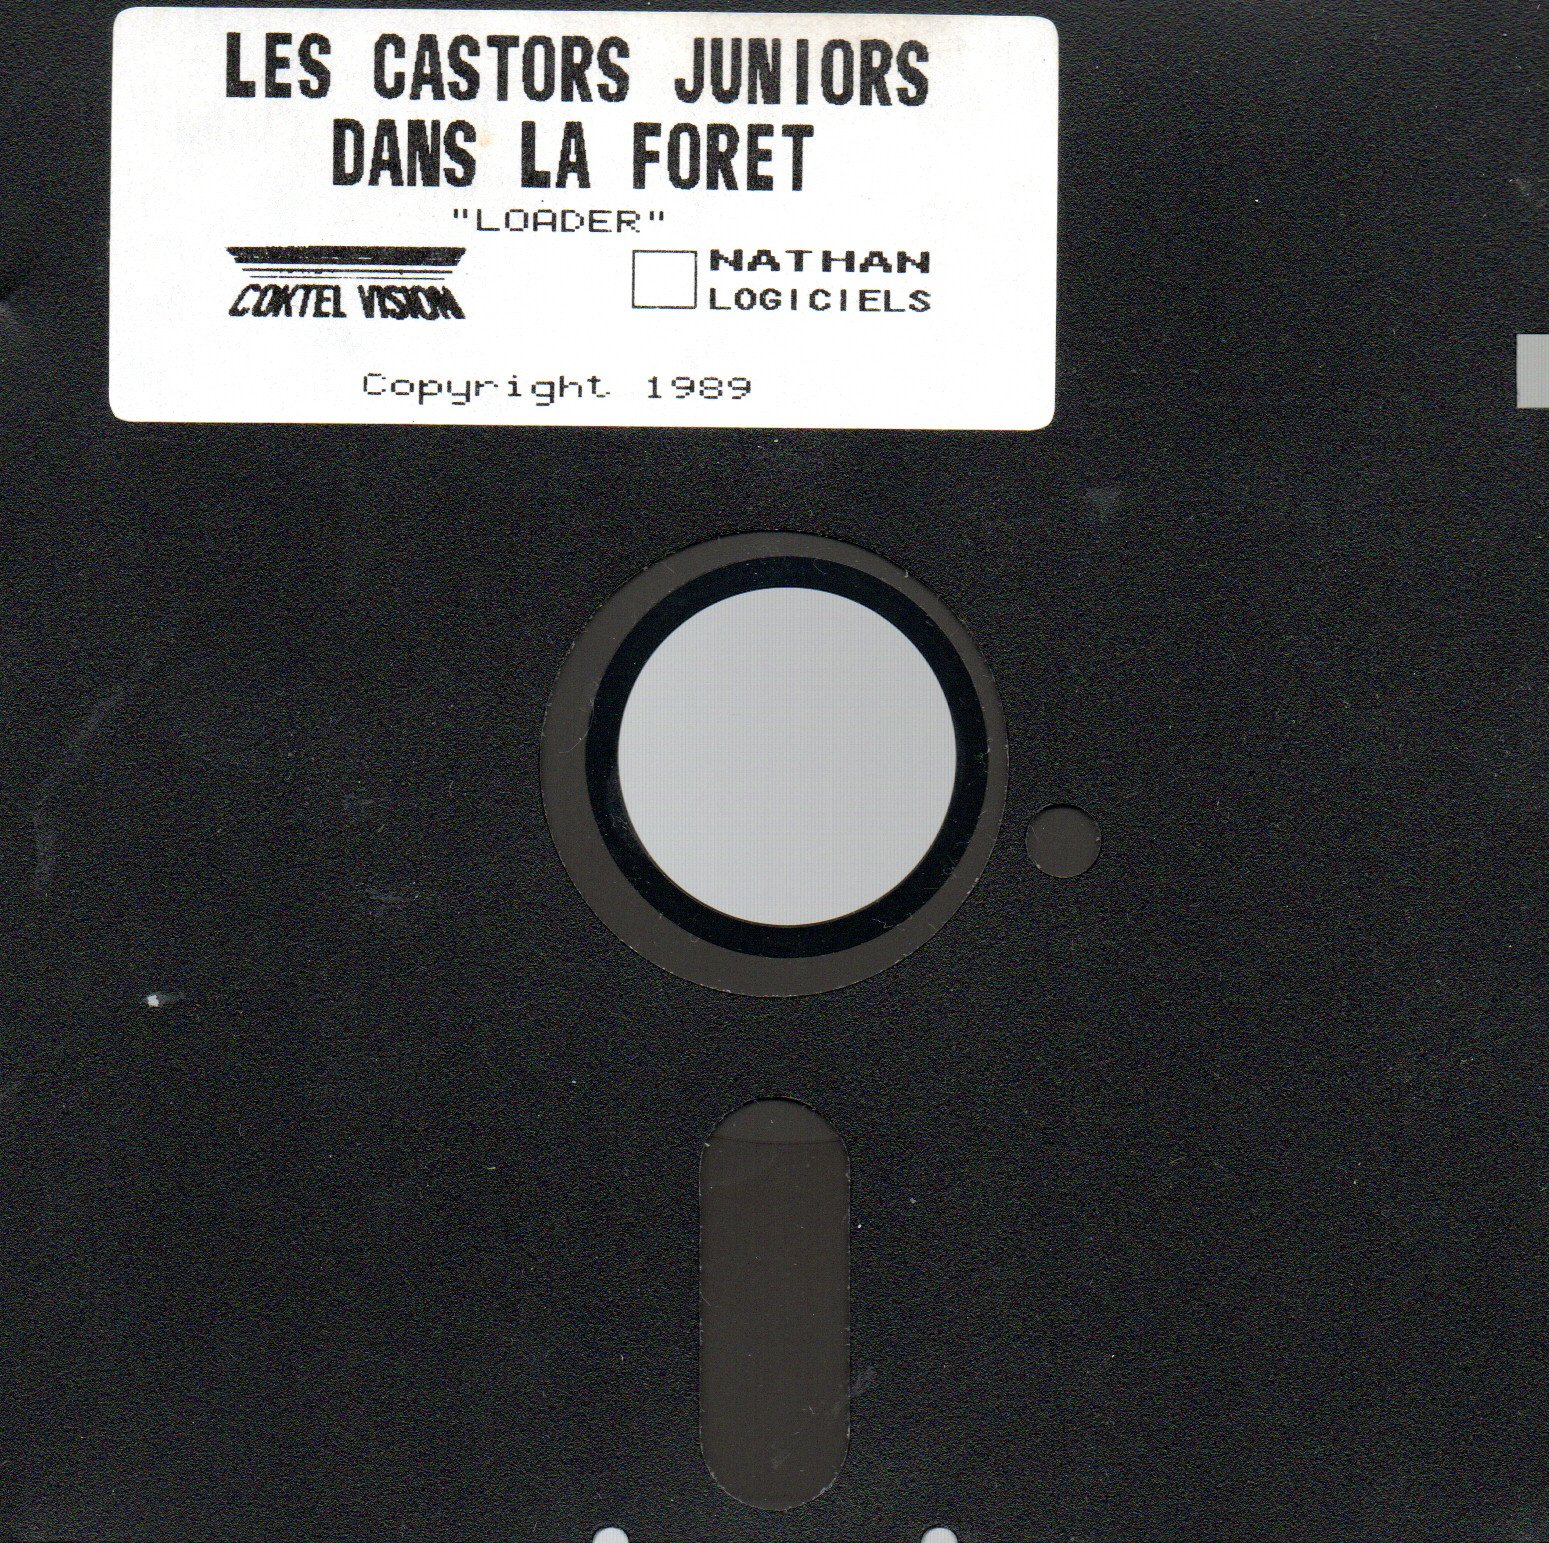 LES CASTORS JUNIORS
DANS LA FORET
"LOADER"
COKTEL VISION
NATHAN
LOGICIELS
Copyright 1989